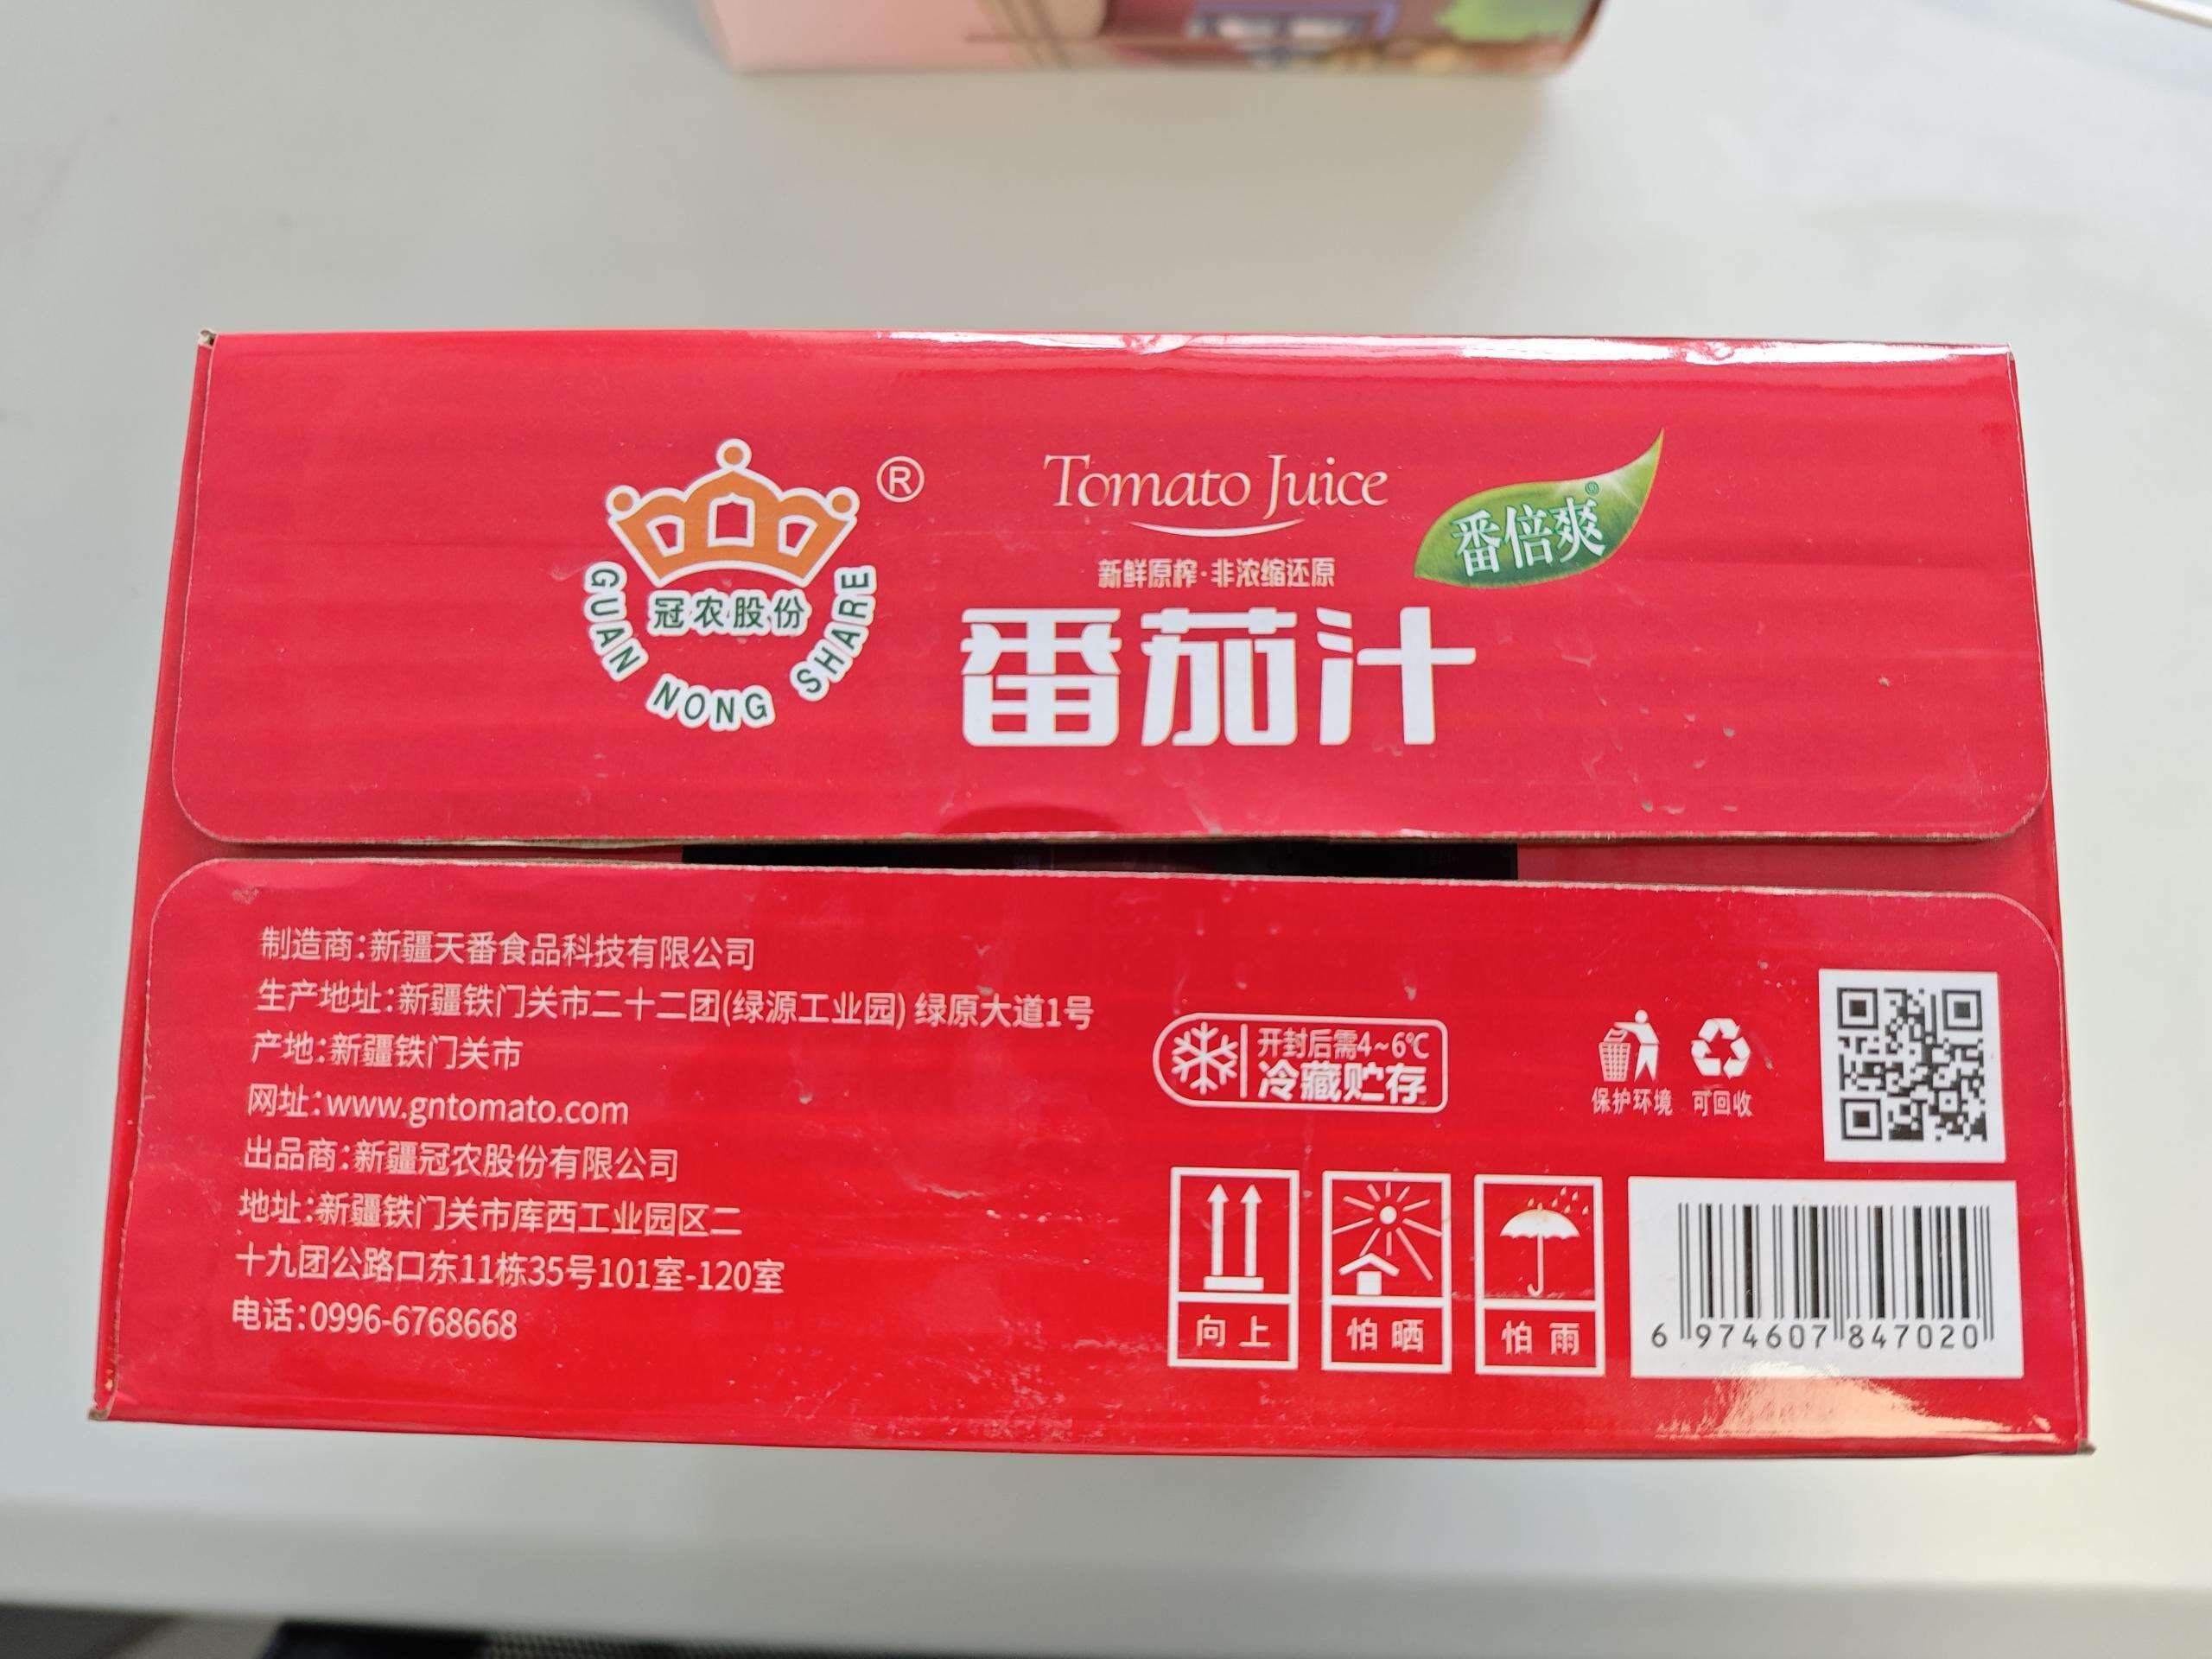 冠农股份
GUAN NONG SHARE
®
Tomato Juice
番倍爽®
新鲜原榨·非浓缩还原
番茄汁
制造商:新疆天番食品科技有限公司
生产地址:新疆铁门关市二十二团(绿源工业园) 绿原大道1号
产地:新疆铁门关市
网址:www.gntomato.com
出品商:新疆冠农股份有限公司
地址:新疆铁门关市库西工业园区二
十九团公路口东11栋35号101室-120室
电话:0996-6768668
开封后需4~6℃
冷藏贮存
保护环境 可回收
向上
怕晒
怕雨
6 974607 847020